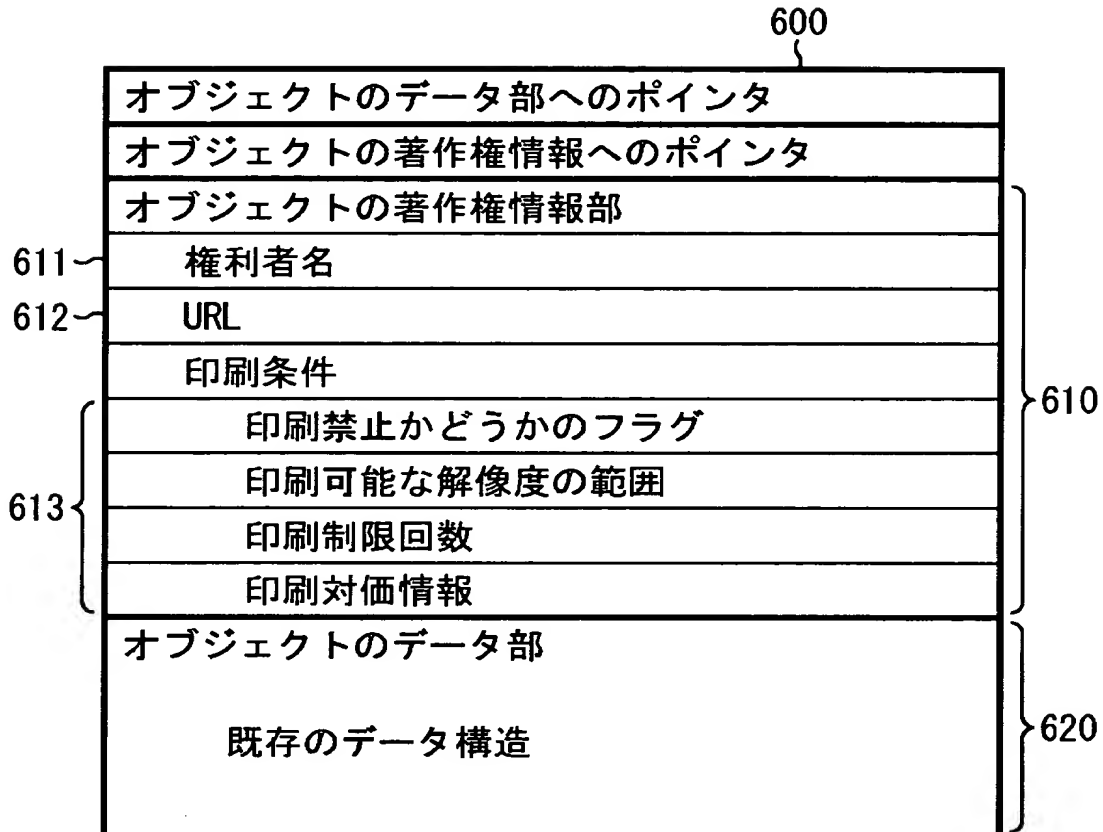 600
オブジェクトのデータ部へのポインタ
オブジェクトの著作権情報へのポインタ
オブジェクトの著作権情報部
611 権利者名
612 URL
印刷条件
610
印刷禁止かどうかのフラグ
印刷可能な解像度の範囲
613
印刷制限回数
印刷対価情報
オブジェクトのデータ部
既存のデータ構造
620